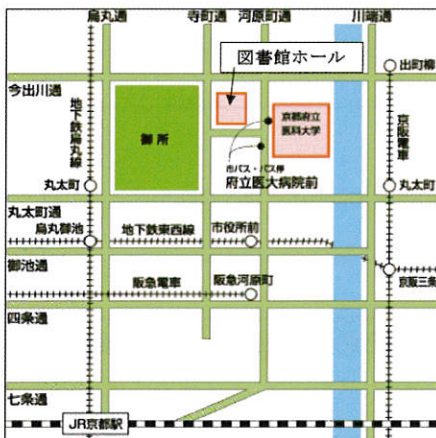 烏丸通
寺町通
河原町通
川端通
図書館ホール
出町柳
今出川通
地下鉄烏丸線
御所
京都府立
医科大学
京阪電車
市バス・バス停
府立医大病院前
丸太町
丸太町
丸太町通
烏丸御池
地下鉄東西線
市役所前
御池通
阪急電車
阪急河原町
京阪三条
四条通
七条通
JR京都駅